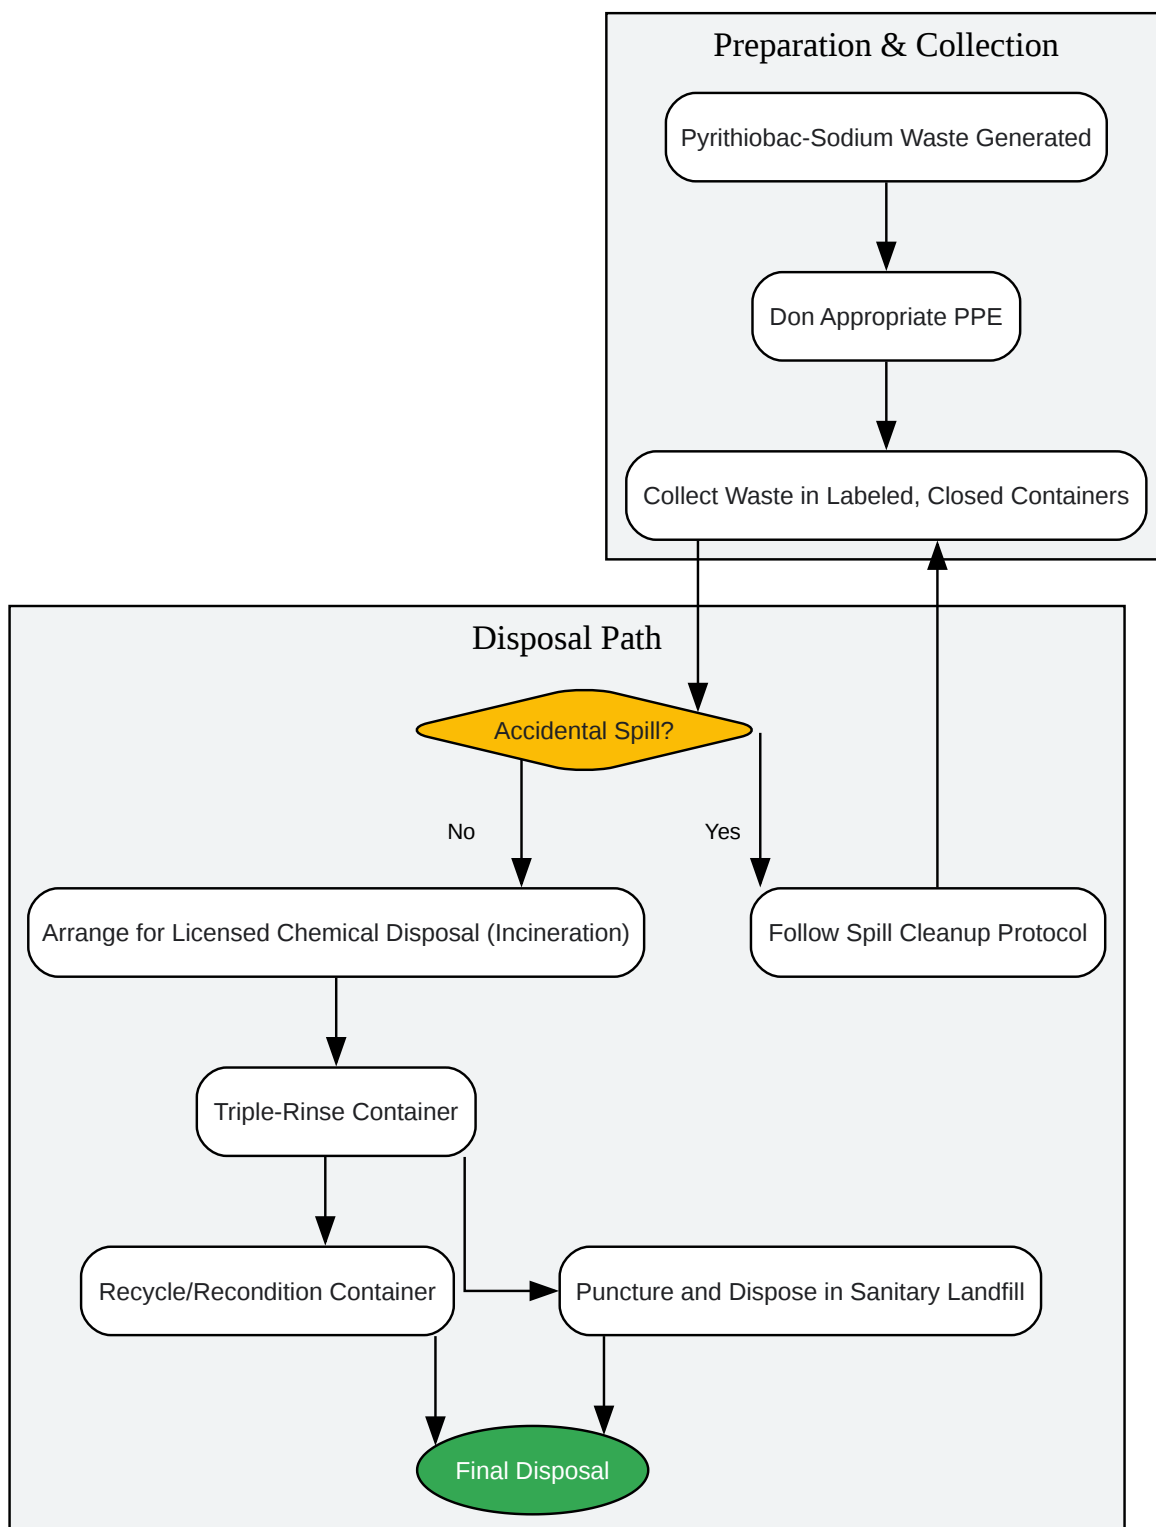 Preparation & Collection
Pyrithiobac-Sodium Waste Generated
Don Appropriate PPE
Collect Waste in Labeled, Closed Containers
Disposal Path
Accidental Spill?
No
Yes
Arrange for Licensed Chemical Disposal (Incineration)
Follow Spill Cleanup Protocol
Triple-Rinse Container
Recycle/Recondition Container
Puncture and Dispose in Sanitary Landfill
Final Disposal